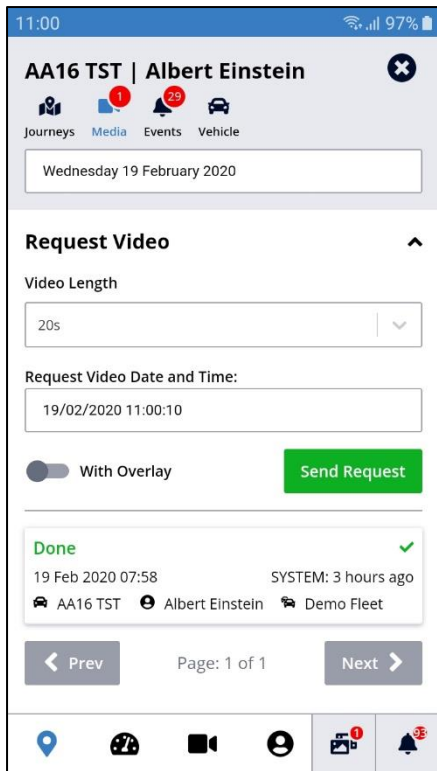 11:00 97%
AA16 TST | Albert Einstein
1 29
Journeys Media Events Vehicle
Wednesday 19 February 2020
Request Video
Video Length
20s
Request Video Date and Time:
19/02/2020 11:00:10
With Overlay Send Request
Done
19 Feb 2020 07:58 SYSTEM: 3 hours ago
AA16 TST Albert Einstein Demo Fleet
Prev Page: 1 of 1 Next
1 93